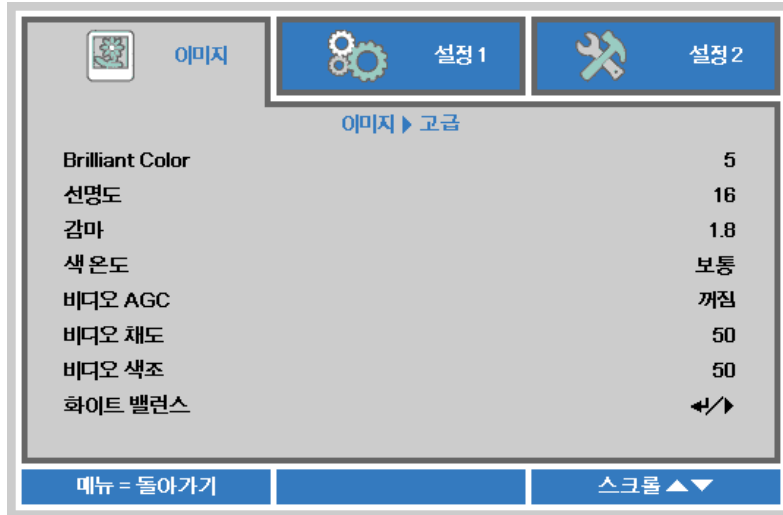 이미지 설정 1 설정 2
이미지 ▶ 고급
Brilliant Color 5
선명도 16
감마 1.8
색 온도 보통
비디오 AGC 꺼짐
비디오 채도 50
비디오 색조 50
화이트 밸런스 ↵/▶
메뉴 = 돌아가기 스크롤 ▲▼